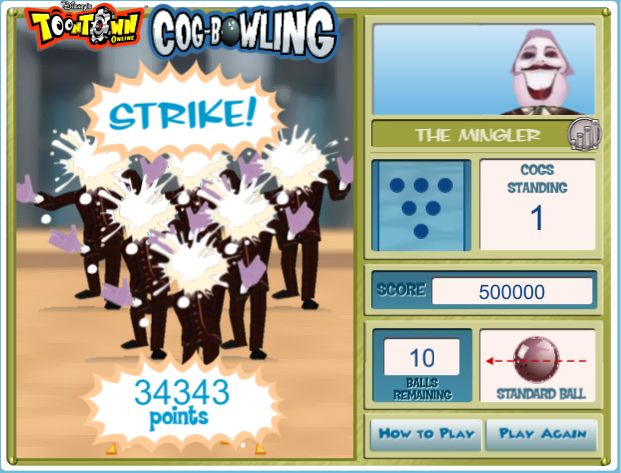 Disney's
TOONTOWN
ONLINE
COG-BOWLING
STRIKE!
34343
points
THE MINGLER
COGS
STANDING
1
SCORE
500000
10
BALLS
REMAINING
STANDARD BALL
HOW TO PLAY
PLAY AGAIN